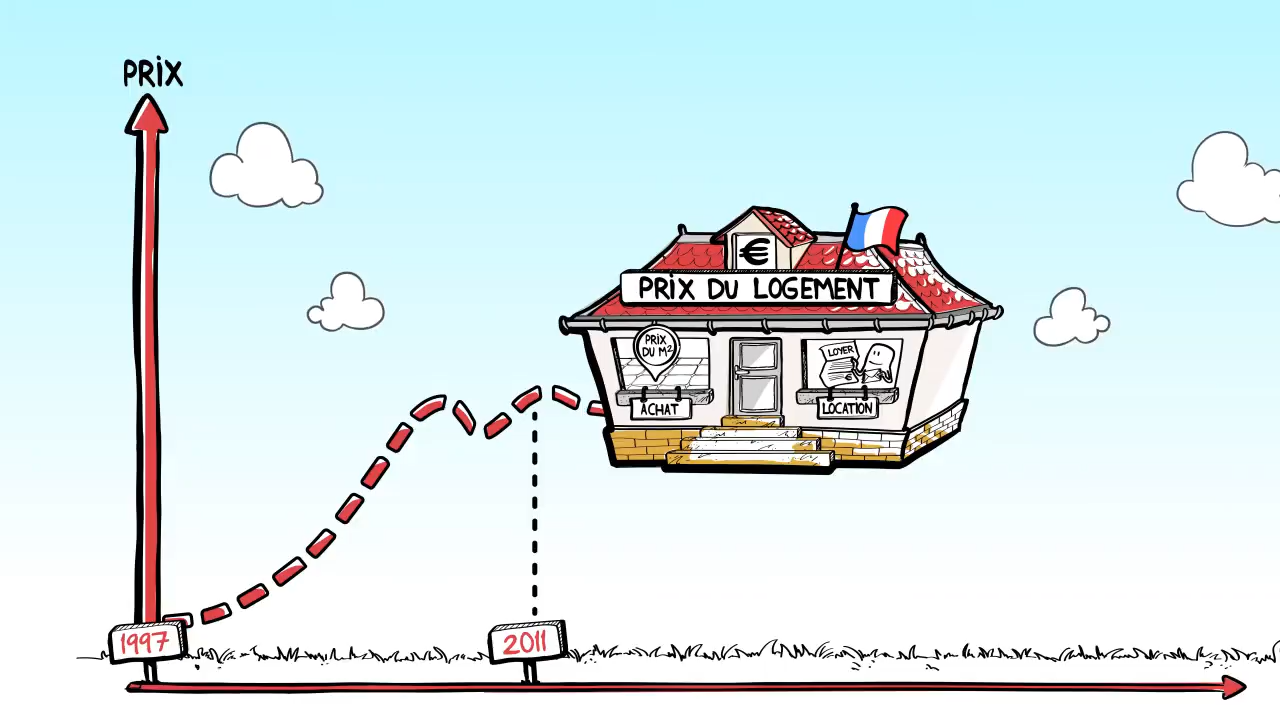 PRIX
€
PRIX DU LOGEMENT
PRIX
DU M²
LOYER
€
ACHAT
LOCATION
1997
2011